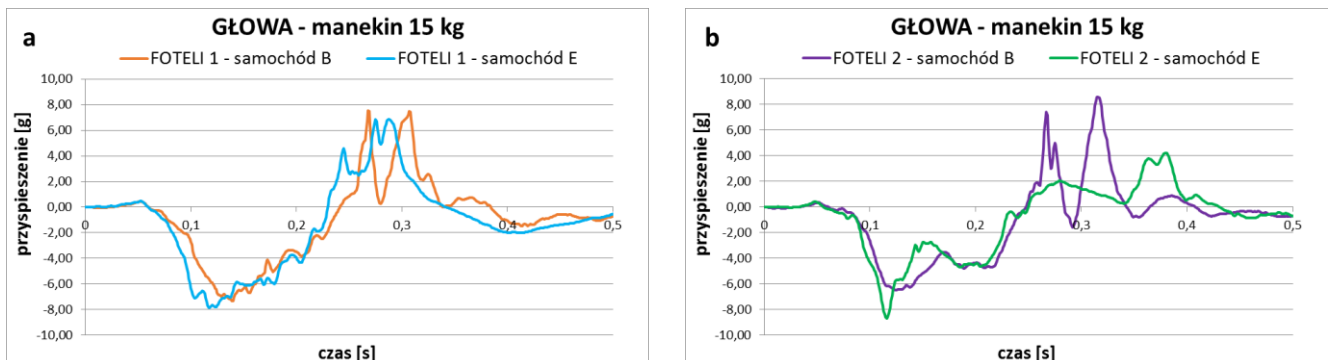 a
GŁOWA - manekin 15 kg
FOTELI 1 - samochód B FOTELI 1 - samochód E
przyspieszenie [g]
10,00
8,00
6,00
4,00
2,00
0,00
-2,00
-4,00
-6,00
-8,00
-10,00
0 0,1 0,2 0,3 0,4 0,5
czas [s]
b
GŁOWA - manekin 15 kg
FOTELI 2 - samochód B FOTELI 2 - samochód E
przyspieszenie [g]
10,00
8,00
6,00
4,00
2,00
0,00
-2,00
-4,00
-6,00
-8,00
-10,00
0 0,1 0,2 0,3 0,4 0,5
czas [s]